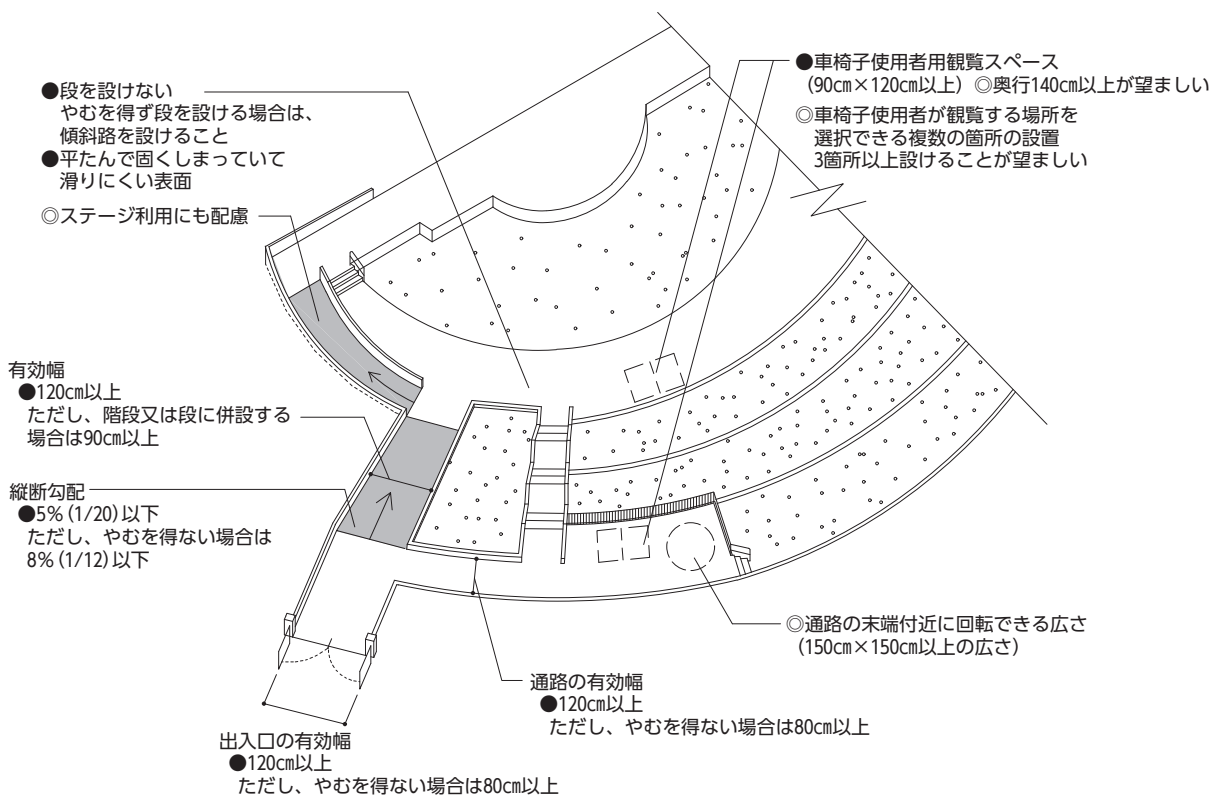 ●段を設けない
やむを得ず段を設ける場合は、
傾斜路を設けること
●平たんで固くしまっていて
滑りにくい表面
◎ステージ利用にも配慮
●車椅子使用者用観覧スペース
(90cm×120cm以上) ◎奥行140cm以上が望ましい
◎車椅子使用者が観覧する場所を
選択できる複数の箇所の設置
3箇所以上設けることが望ましい
有効幅
●120cm以上
ただし、階段又は段に併設する
場合は90cm以上
縦断勾配
●5%(1/20)以下
ただし、やむを得ない場合は
8%(1/12)以下
◎通路の末端付近に回転できる広さ
(150cm×150cm以上の広さ)
通路の有効幅
●120cm以上
ただし、やむを得ない場合は80cm以上
出入口の有効幅
●120cm以上
ただし、やむを得ない場合は80cm以上